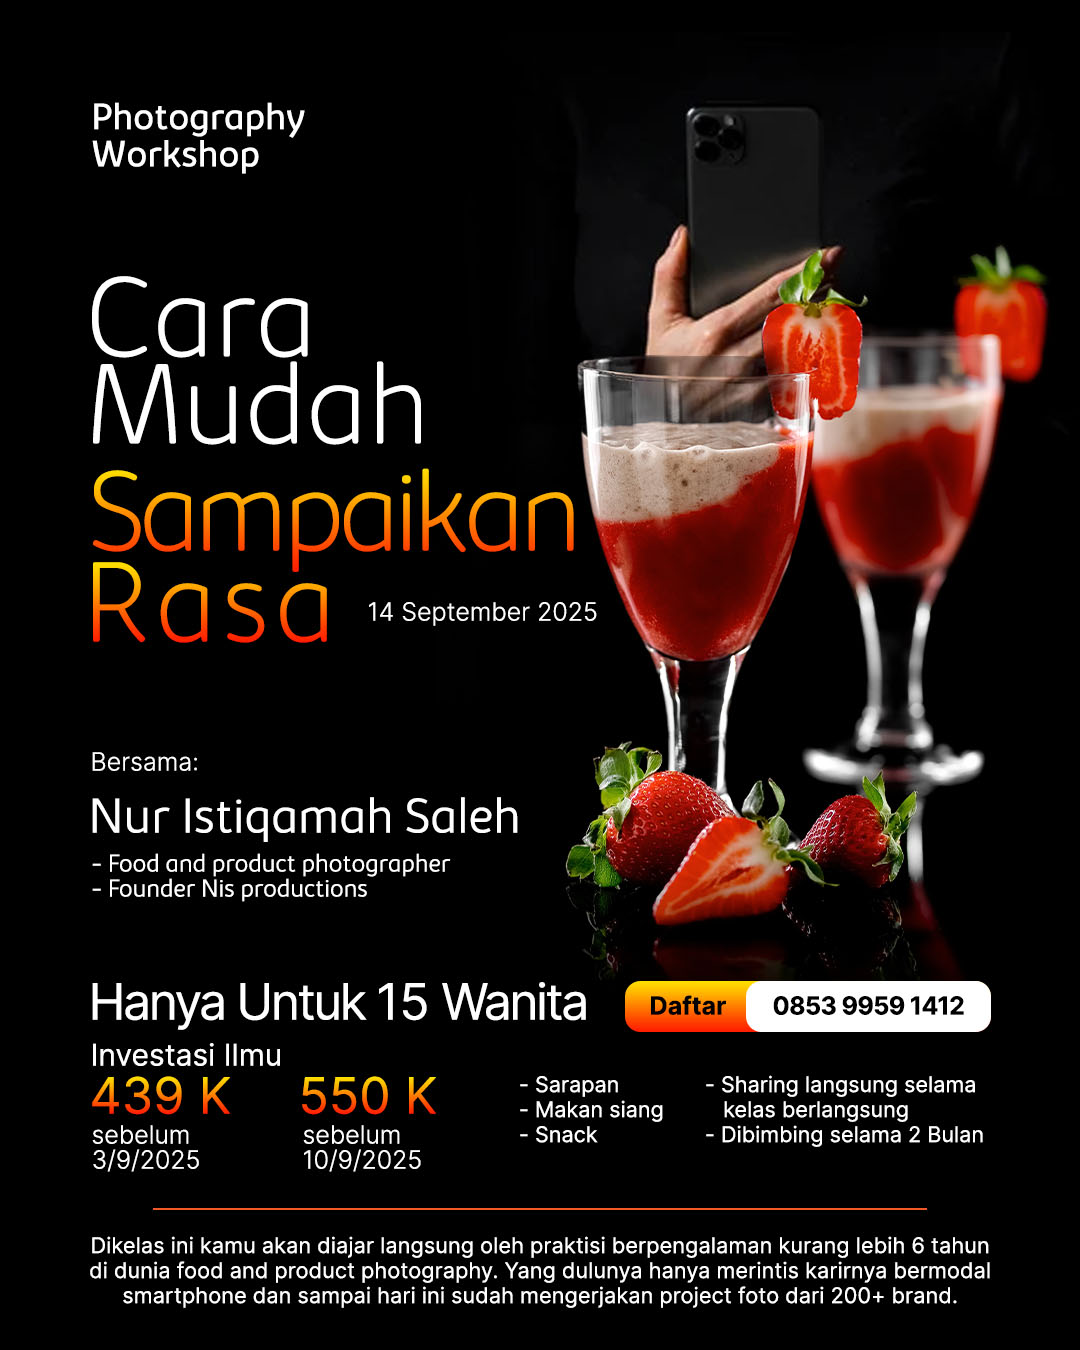 Photography
Workshop
Cara
Mudah
Sampaikan
Rasa
14 September 2025
Bersama:
Nur Istiqamah Saleh
- Food and product photographer
- Founder Nis productions
Hanya Untuk 15 Wanita
Daftar
0853 9959 1412
Investasi Ilmu
439 K
sebelum
3/9/2025
550 K
sebelum
10/9/2025
- Sarapan
- Makan siang
- Snack
- Sharing langsung selama
kelas berlangsung
- Dibimbing selama 2 Bulan
Dikelas ini kamu akan diajar langsung oleh praktisi berpengalaman kurang lebih 6 tahun
di dunia food and product photography. Yang dulunya hanya merintis karirnya bermodal
smartphone dan sampai hari ini sudah mengerjakan project foto dari 200+ brand.